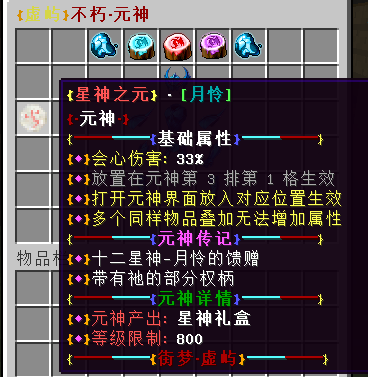 {虚屿}不朽·元神
{星神之元} · [月怜]
{·元神}
{基础属性}
{◆}会心伤害: 33%
{◆}放置在元神第 3 排第 1 格生效
{◆}打开元神界面放入对应位置生效
{◆}多个同样物品叠加无法增加属性
{元神传记}
{◆}十二星神-月怜的馈赠
{◆}带有祂的部分权柄
{元神详情}
{◆}元神产出: 星神礼盒
{◆}等级限制: 800
{街梦-虚屿}
物品